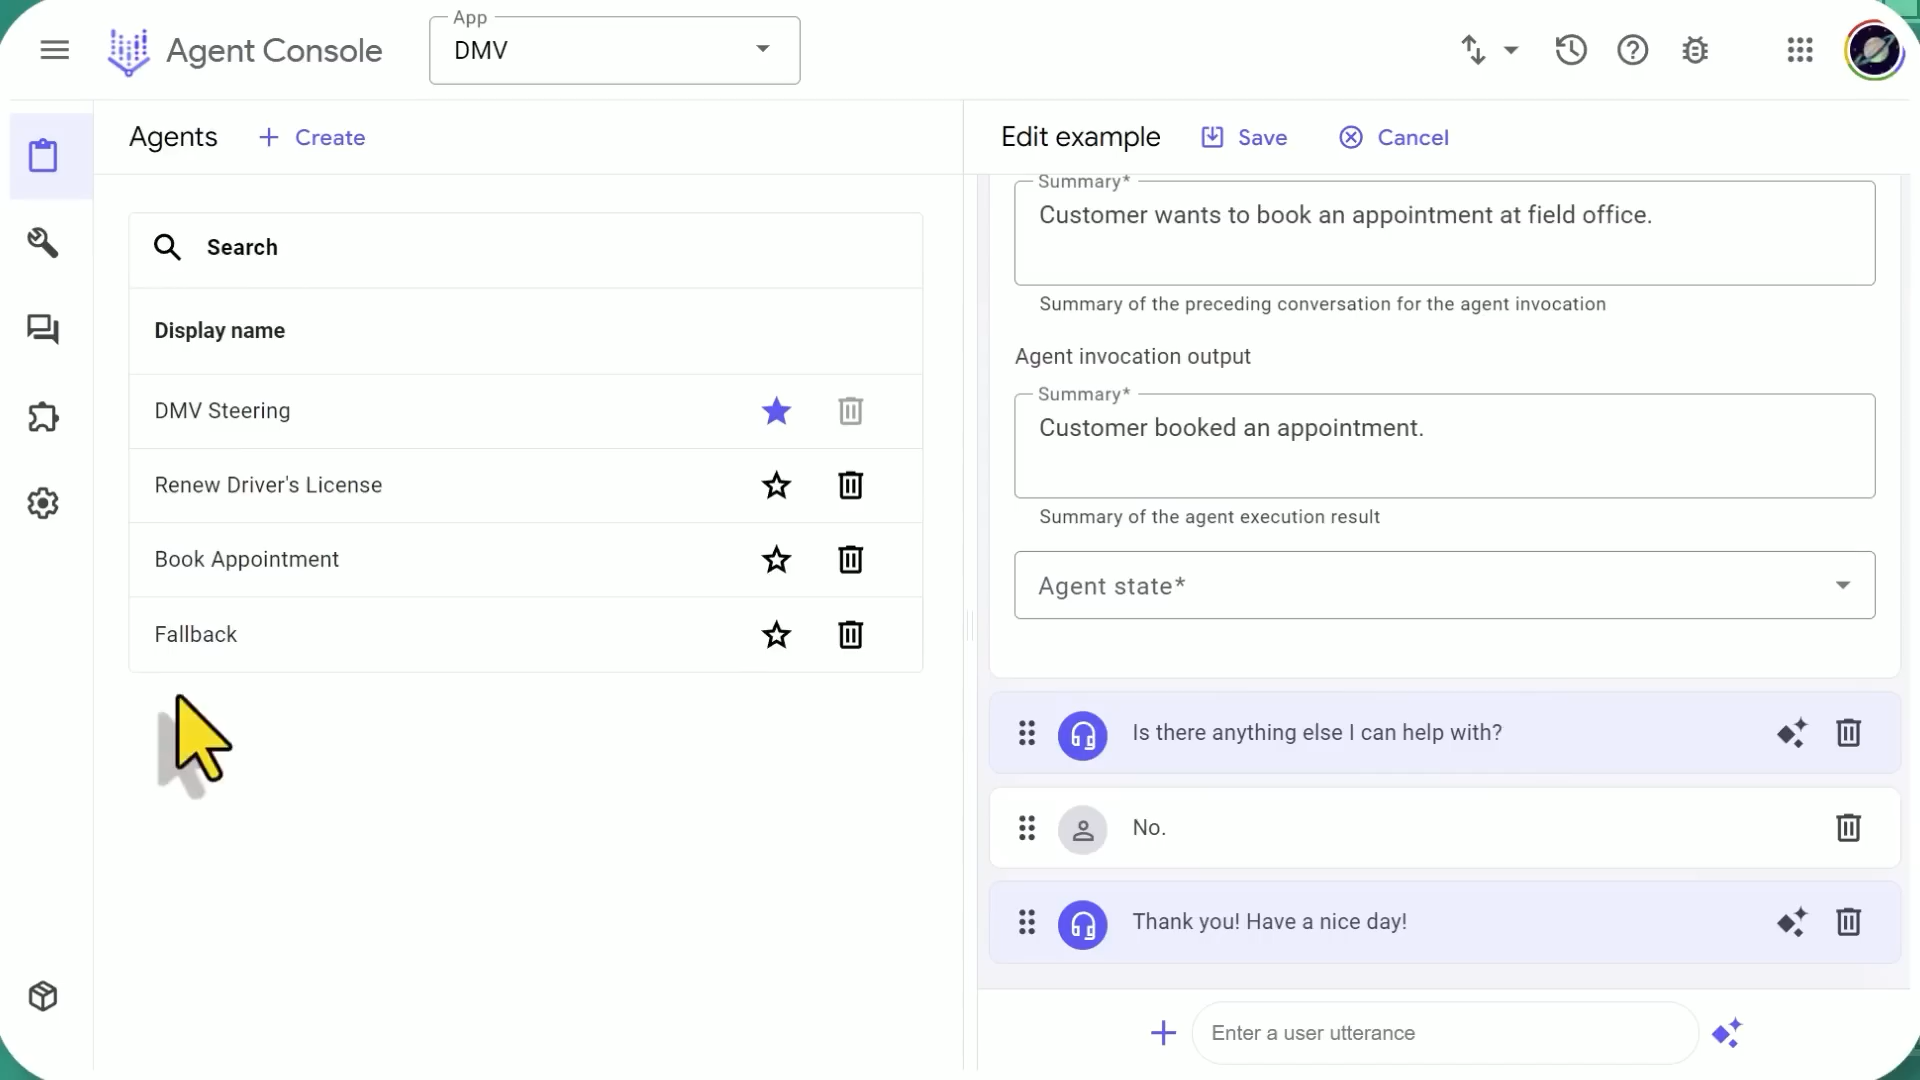 Agent Console
App
DMV
Agents
Create
Edit example
Save
Cancel
Search
Display name
DMV Steering
Renew Driver's License
Book Appointment
Fallback
Summary*
Customer wants to book an appointment at field office.
Summary of the preceding conversation for the agent invocation
Agent invocation output
Summary*
Customer booked an appointment.
Summary of the agent execution result
Agent state*
Is there anything else I can help with?
No.
Thank you! Have a nice day!
Enter a user utterance